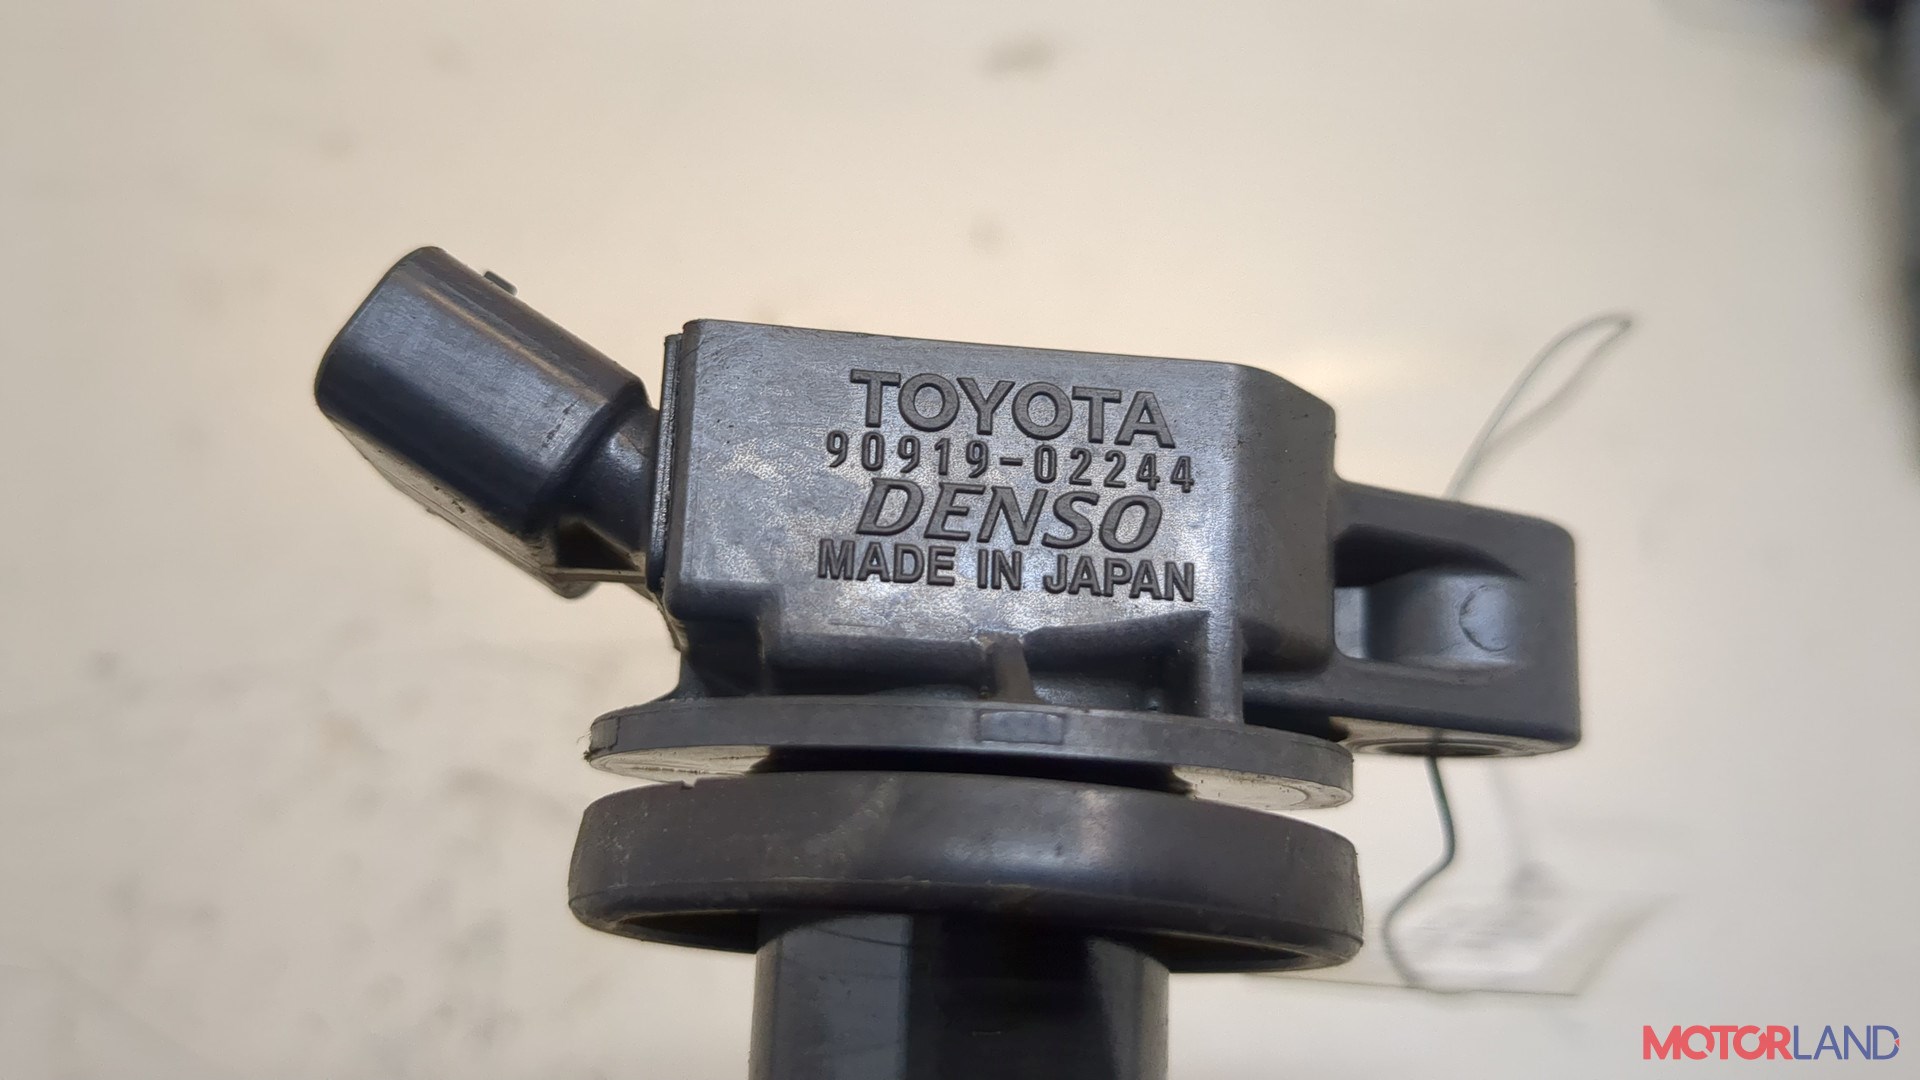 TOYOTA
90919-02244
DENSO
MADE IN JAPAN
MOTORLAND